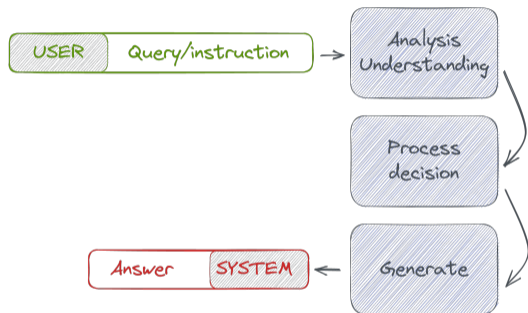 USER Query/instruction
Analysis
Understanding
Process
decision
Generate
Answer SYSTEM